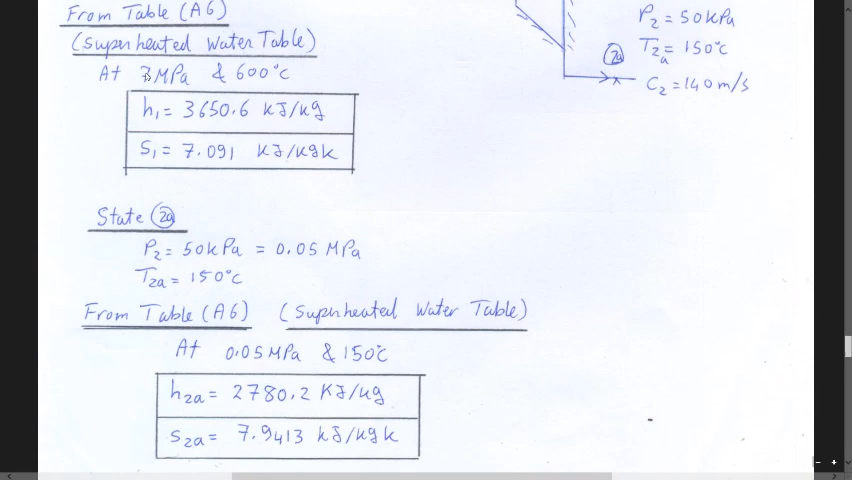 From Table (A6)
(Superheated Water Table)
At 7MPa & 600°C
h1 = 3650.6 KJ/kg
S1 = 7.091 KJ/kgk
P2 = 50kPa
T2a = 150°C
2a
C2 = 140 m/s
State 2a
P2 = 50kPa = 0.05 MPa
T2a = 150°C
From Table (A6) (Superheated Water Table)
At 0.05MPa & 150°C
h2a = 2780.2 KJ/kg
S2a = 7.9413 kJ/kgk